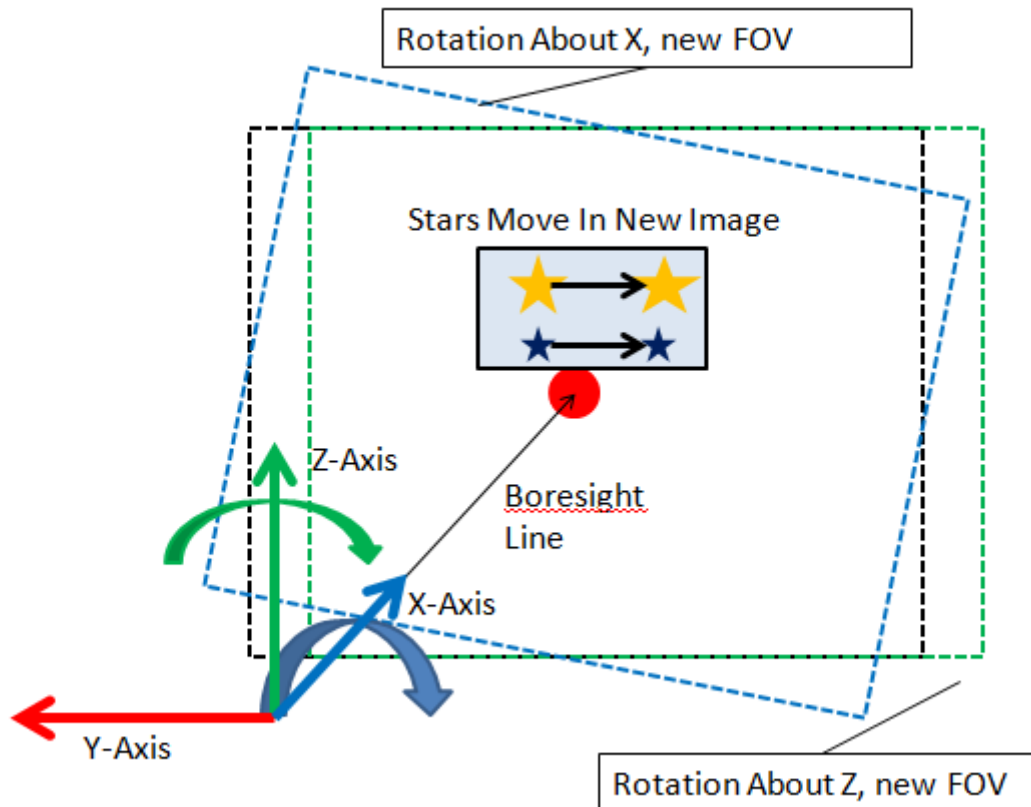 Rotation About X, new FOV
Stars Move In New Image
Z-Axis
Boresight
Line
X-Axis
Y-Axis
Rotation About Z, new FOV